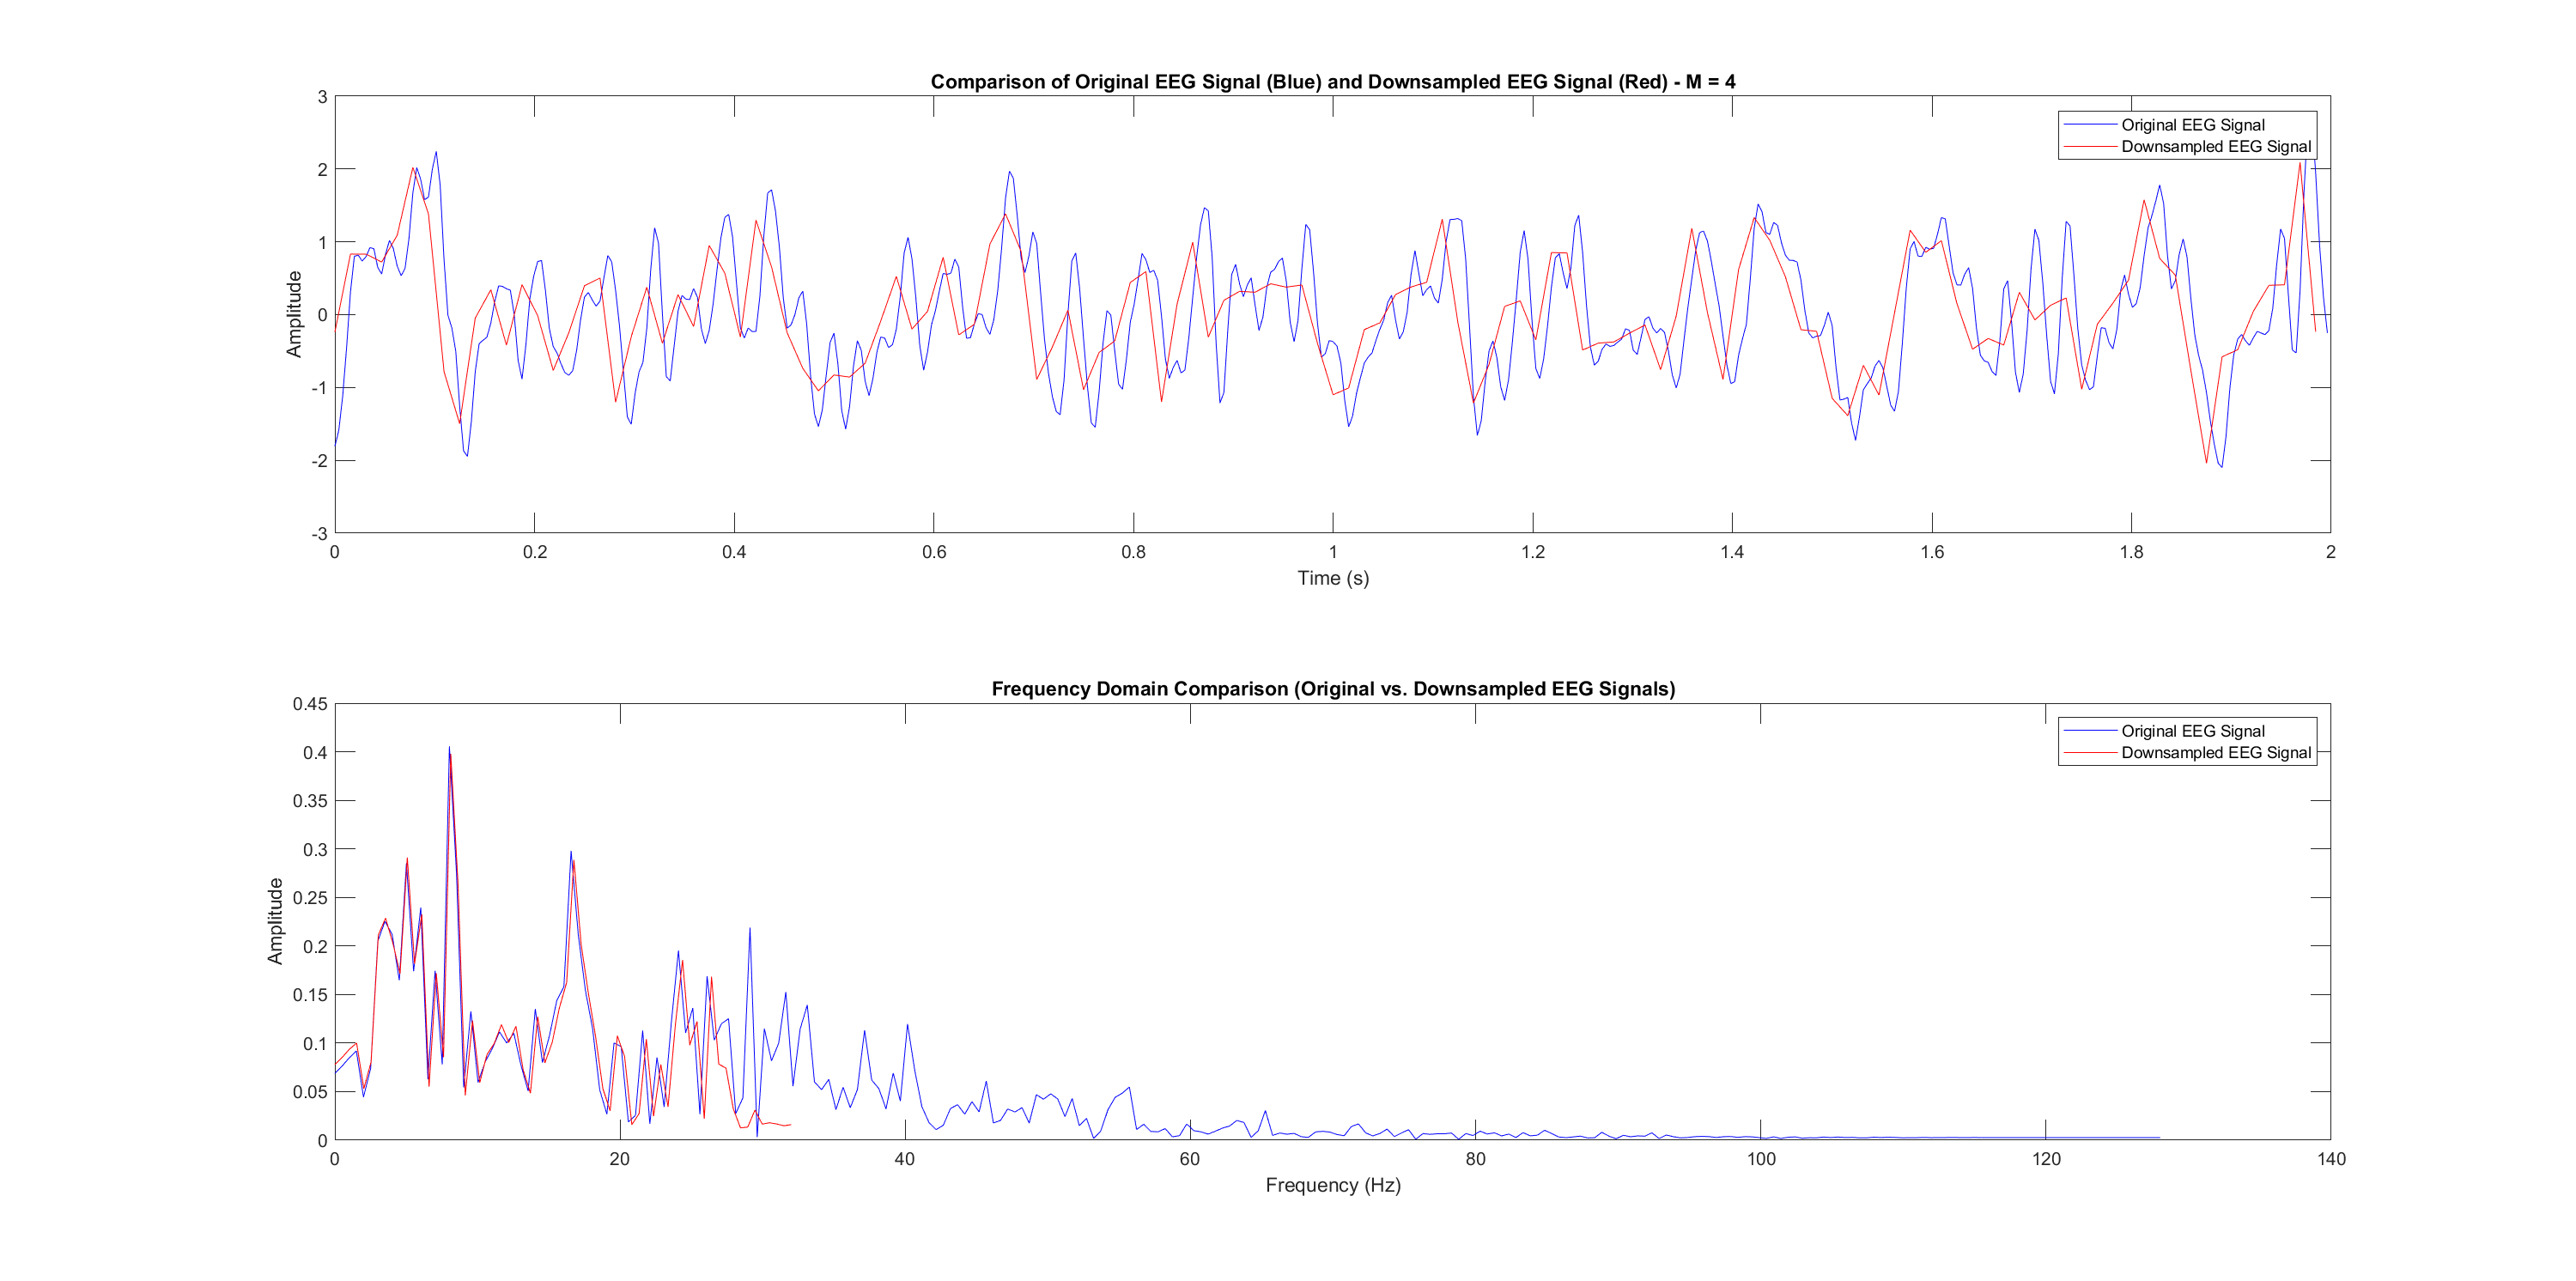 Comparison of Original EEG Signal (Blue) and Downsampled EEG Signal (Red) - M = 4
3
2
1
0
-1
-2
-3
Amplitude
Original EEG Signal
Downsampled EEG Signal
0 0.2 0.4 0.6 0.8 1 1.2 1.4 1.6 1.8 2
Time (s)
Frequency Domain Comparison (Original vs. Downsampled EEG Signals)
0.45
0.4
0.35
0.3
0.25
0.2
0.15
0.1
0.05
0
Amplitude
Original EEG Signal
Downsampled EEG Signal
0 20 40 60 80 100 120 140
Frequency (Hz)